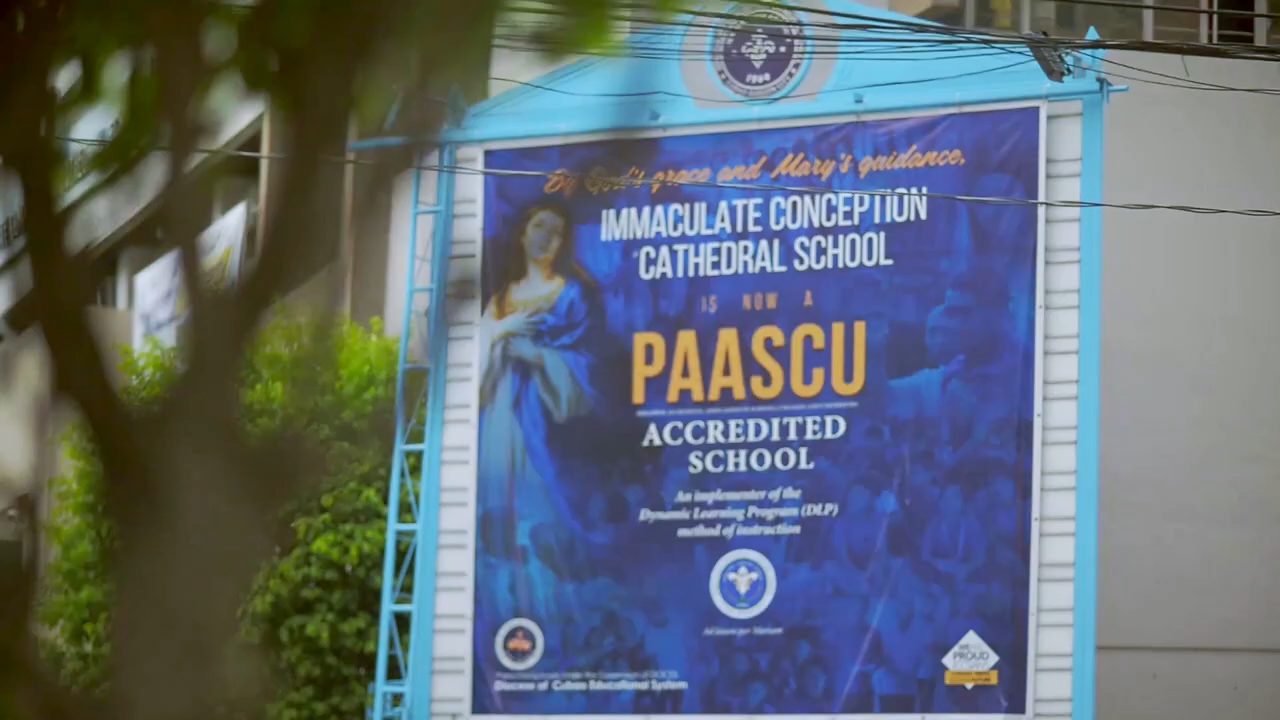 By God's grace and Mary's guidance,
IMMACULATE CONCEPTION
CATHEDRAL SCHOOL
IS NOW A
PAASCU
ACCREDITED
SCHOOL
An implementer of the
Dynamic Learning Program (DLP)
method of instruction
Ad Jesum per Mariam
Diocese of Cubao Educational System
PROUD